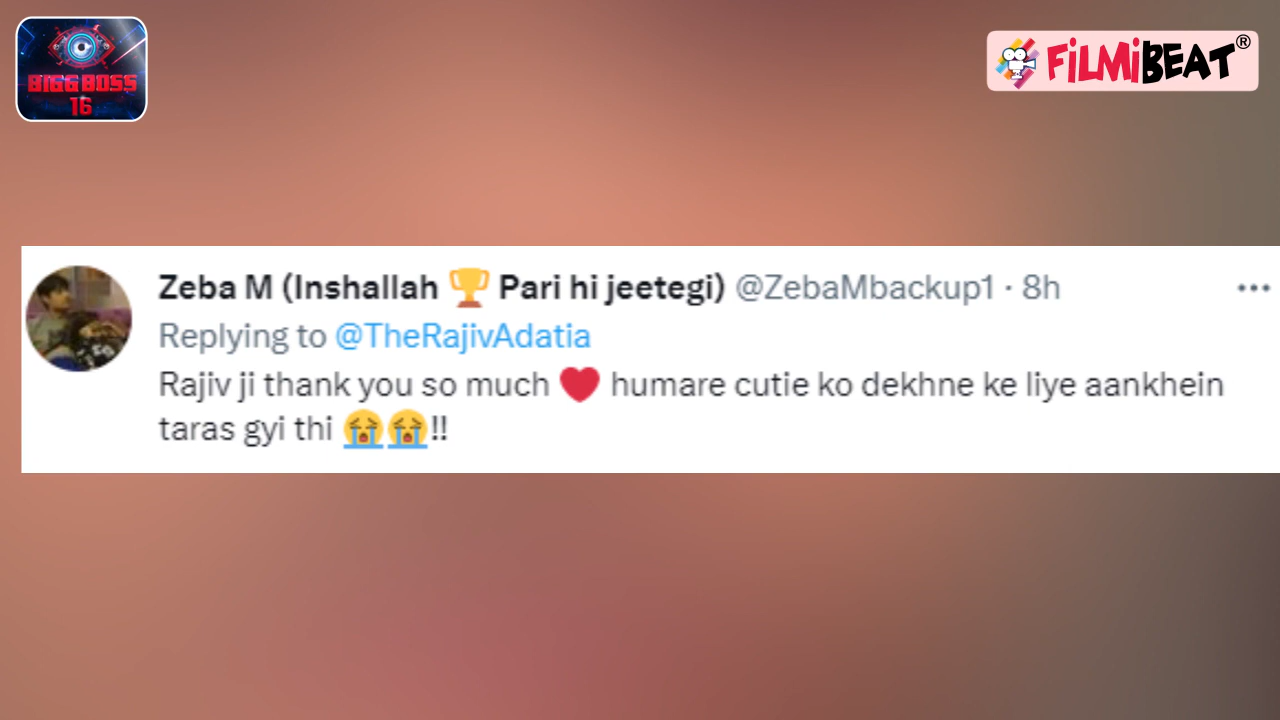 BIGG BOSS
16
FiLMiBEAT®
Zeba M (Inshallah 🏆 Pari hi jeetegi) @ZebaMbackup1 · 8h
Replying to @TheRajivAdatia
Rajiv ji thank you so much ❤️ humare cutie ko dekhne ke liye aankhein
taras gyi thi 😭😭!!